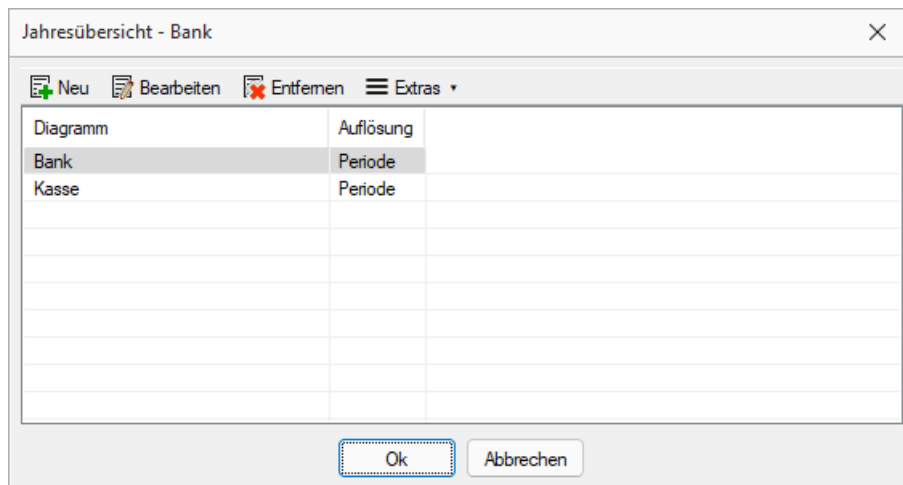 Jahresübersicht - Bank
Neu Bearbeiten Entfernen Extras
Diagramm Auflösung
Bank Periode
Kasse Periode
Ok Abbrechen